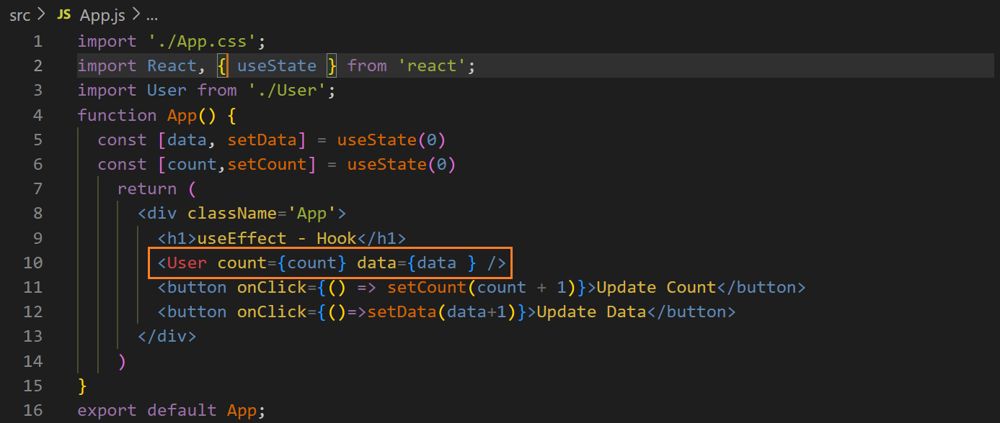 src > JS App.js > ...
1 import './App.css';
2 import React, { useState } from 'react';
3 import User from './User';
4 function App() {
5   const [data, setData] = useState(0)
6   const [count,setCount] = useState(0)
7     return (
8       <div className='App'>
9         <h1>useEffect - Hook</h1>
10         <User count={count} data={data } />
11         <button onClick={() => setCount(count + 1)}>Update Count</button>
12         <button onClick={()=>setData(data+1)}>Update Data</button>
13       </div>
14     )
15 }
16 export default App;